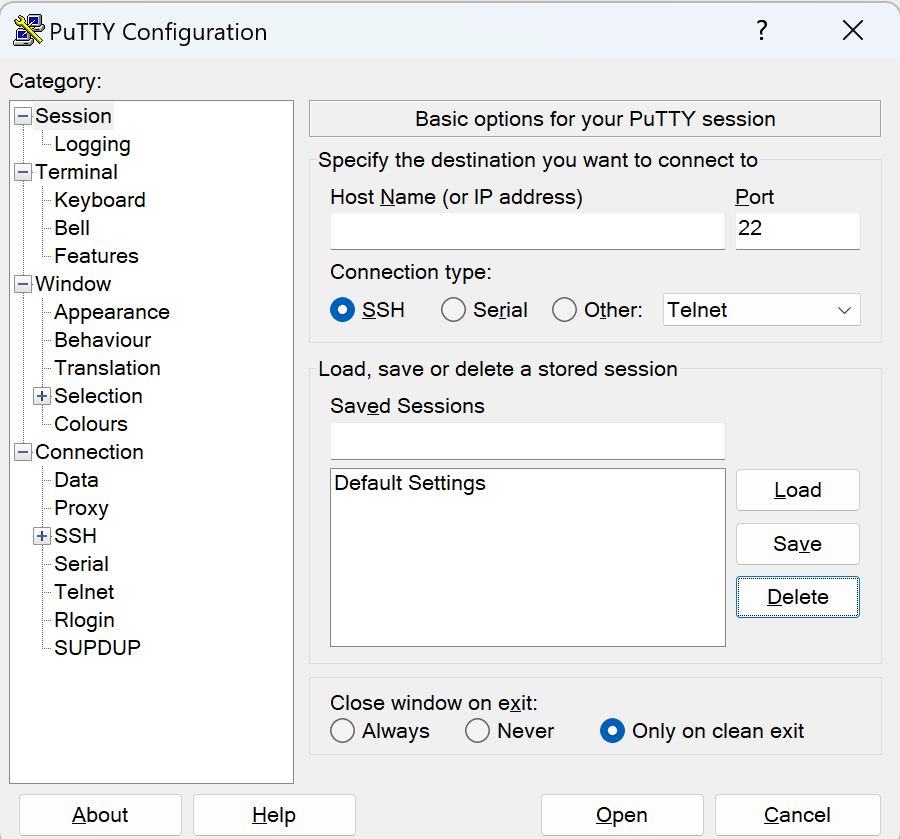 PuTTY Configuration ?
Category:
Session
Logging
Terminal
Keyboard
Bell
Features
Window
Appearance
Behaviour
Translation
Selection
Colours
Connection
Data
Proxy
SSH
Serial
Telnet
Rlogin
SUPDUP
Basic options for your PuTTY session
Specify the destination you want to connect to
Host Name (or IP address) Port
22
Connection type:
SSH Serial Other: Telnet
Load, save or delete a stored session
Saved Sessions
Default Settings
Load
Save
Delete
Close window on exit:
Always Never Only on clean exit
About Help Open Cancel